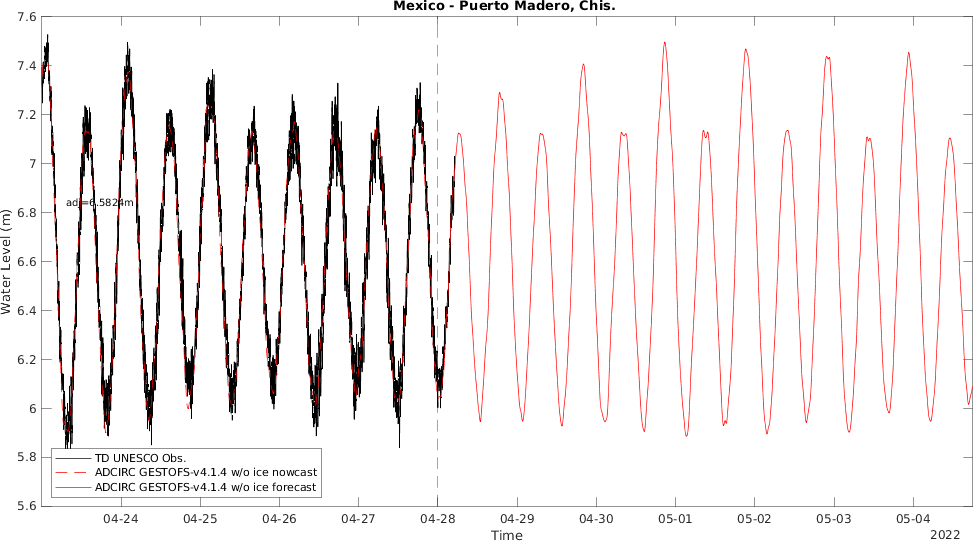 Mexico - Puerto Madero, Chis.
7.6
7.4
7.2
7
6.8
6.6
6.4
6.2
6
5.8
5.6
Water Level (m)
adj=6.5824m
TD UNESCO Obs.
ADCIRC GESTOFS-v4.1.4 w/o ice nowcast
ADCIRC GESTOFS-v4.1.4 w/o ice forecast
04-24 04-25 04-26 04-27 04-28 04-29 04-30 05-01 05-02 05-03 05-04
Time
2022